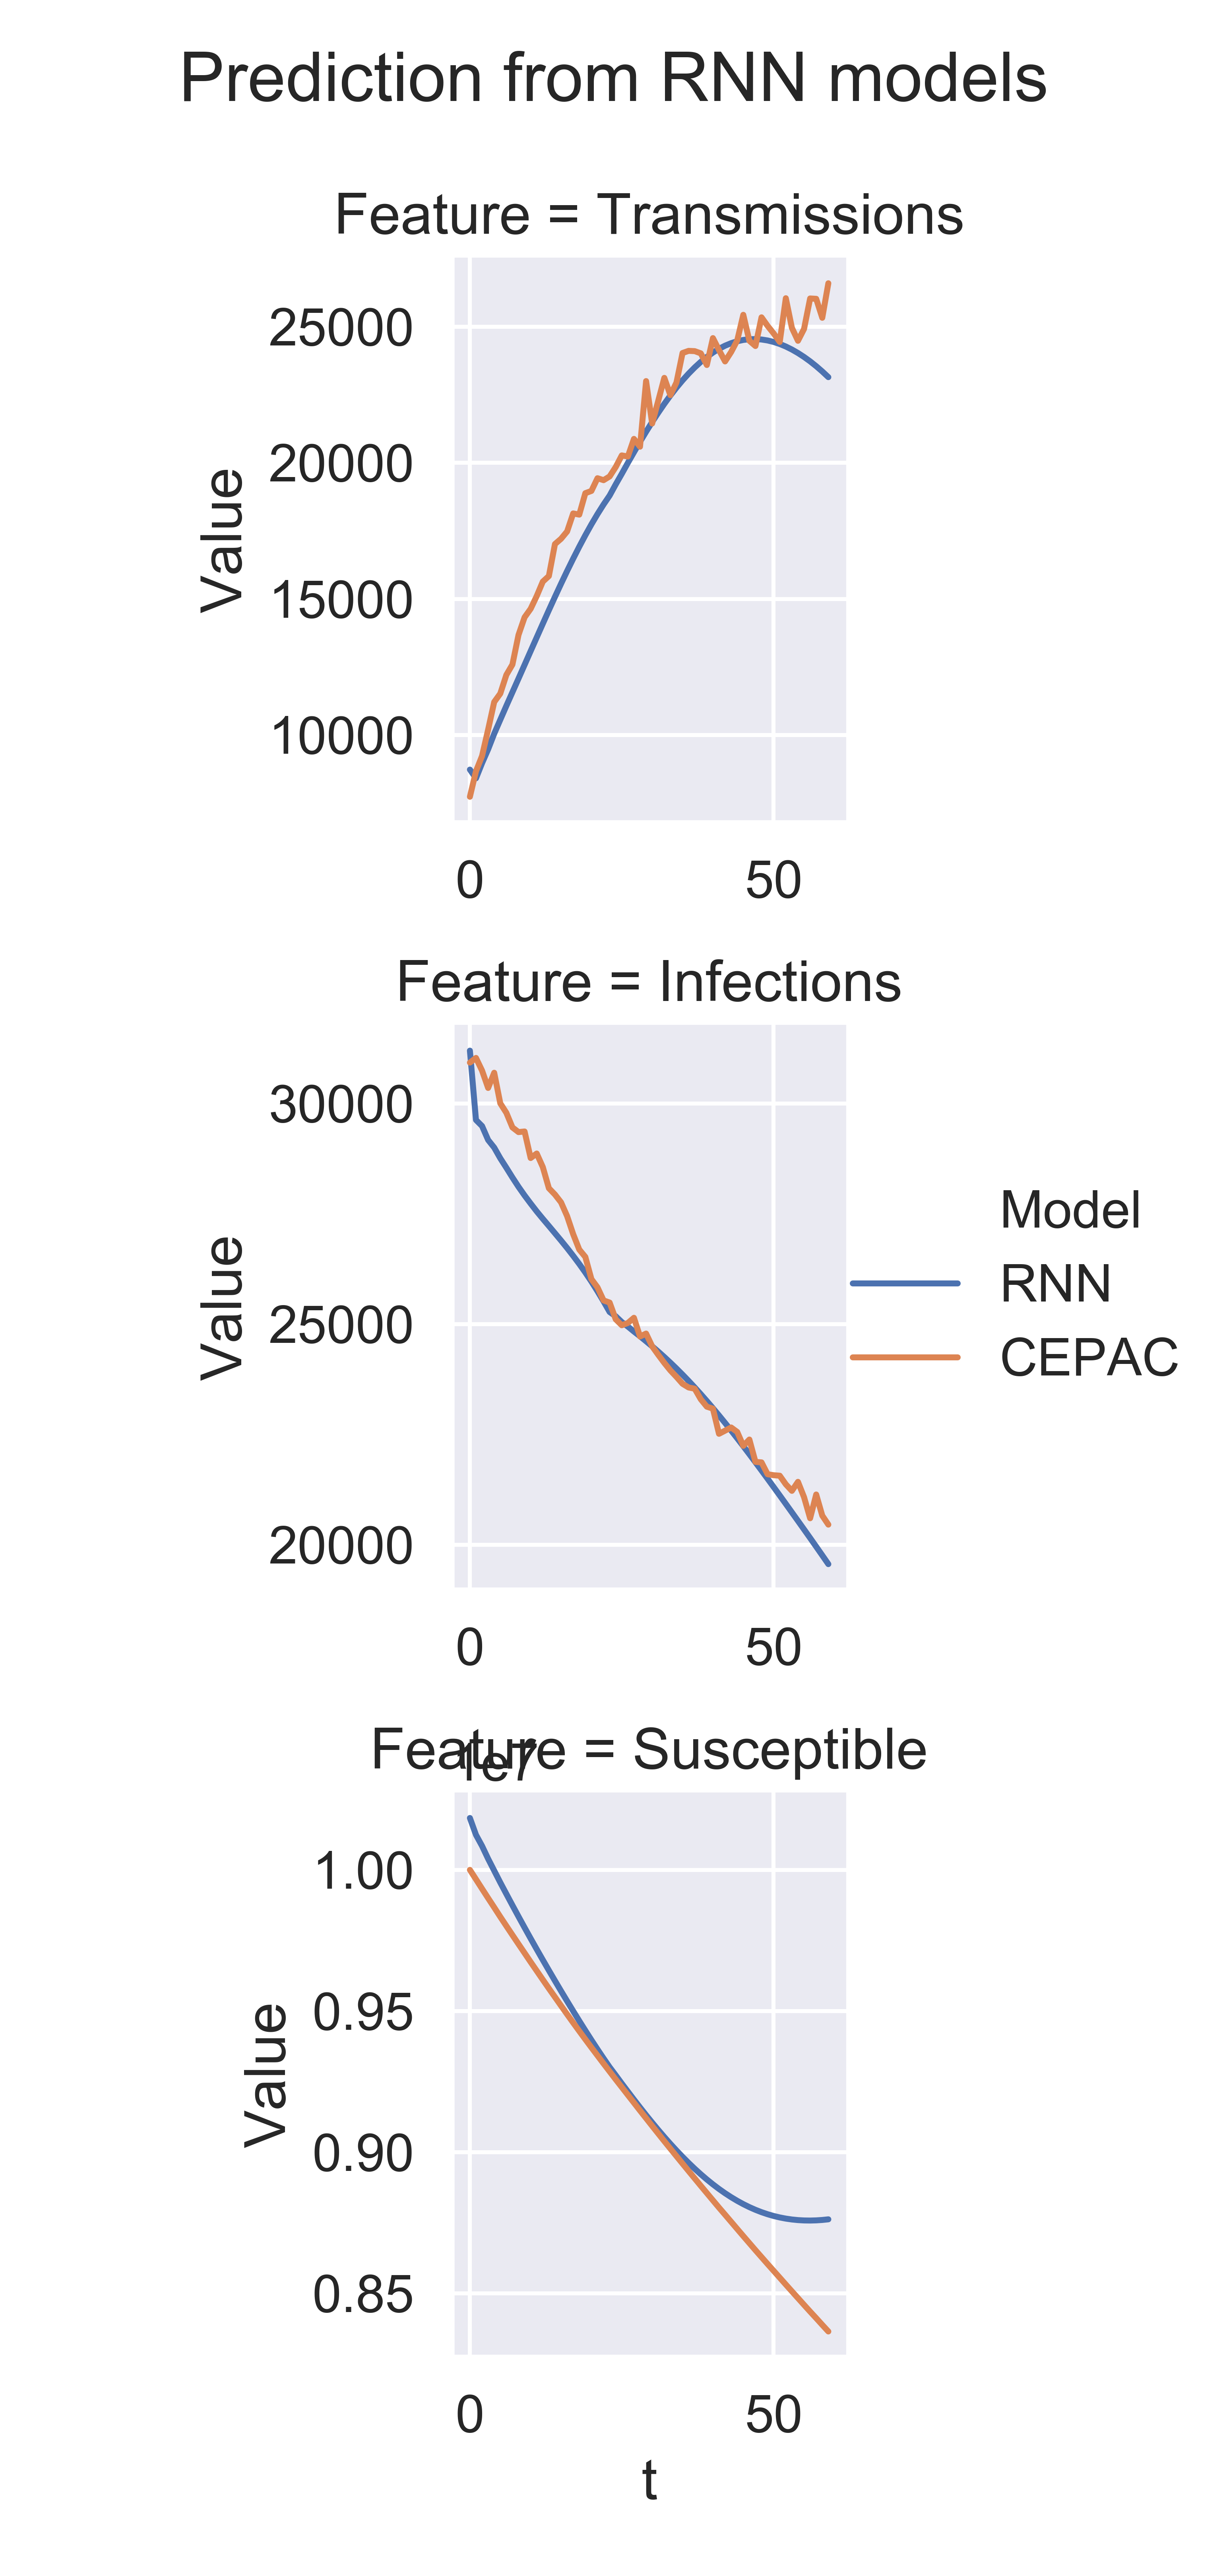 Prediction from RNN models
Feature = Transmissions
25000
20000
15000
10000
Value
0 50
Feature = Infections
30000
25000
20000
Value
0 50
Model
RNN
CEPAC
Feature = Susceptible
1e7
1.00
0.95
0.90
0.85
Value
0 50
t